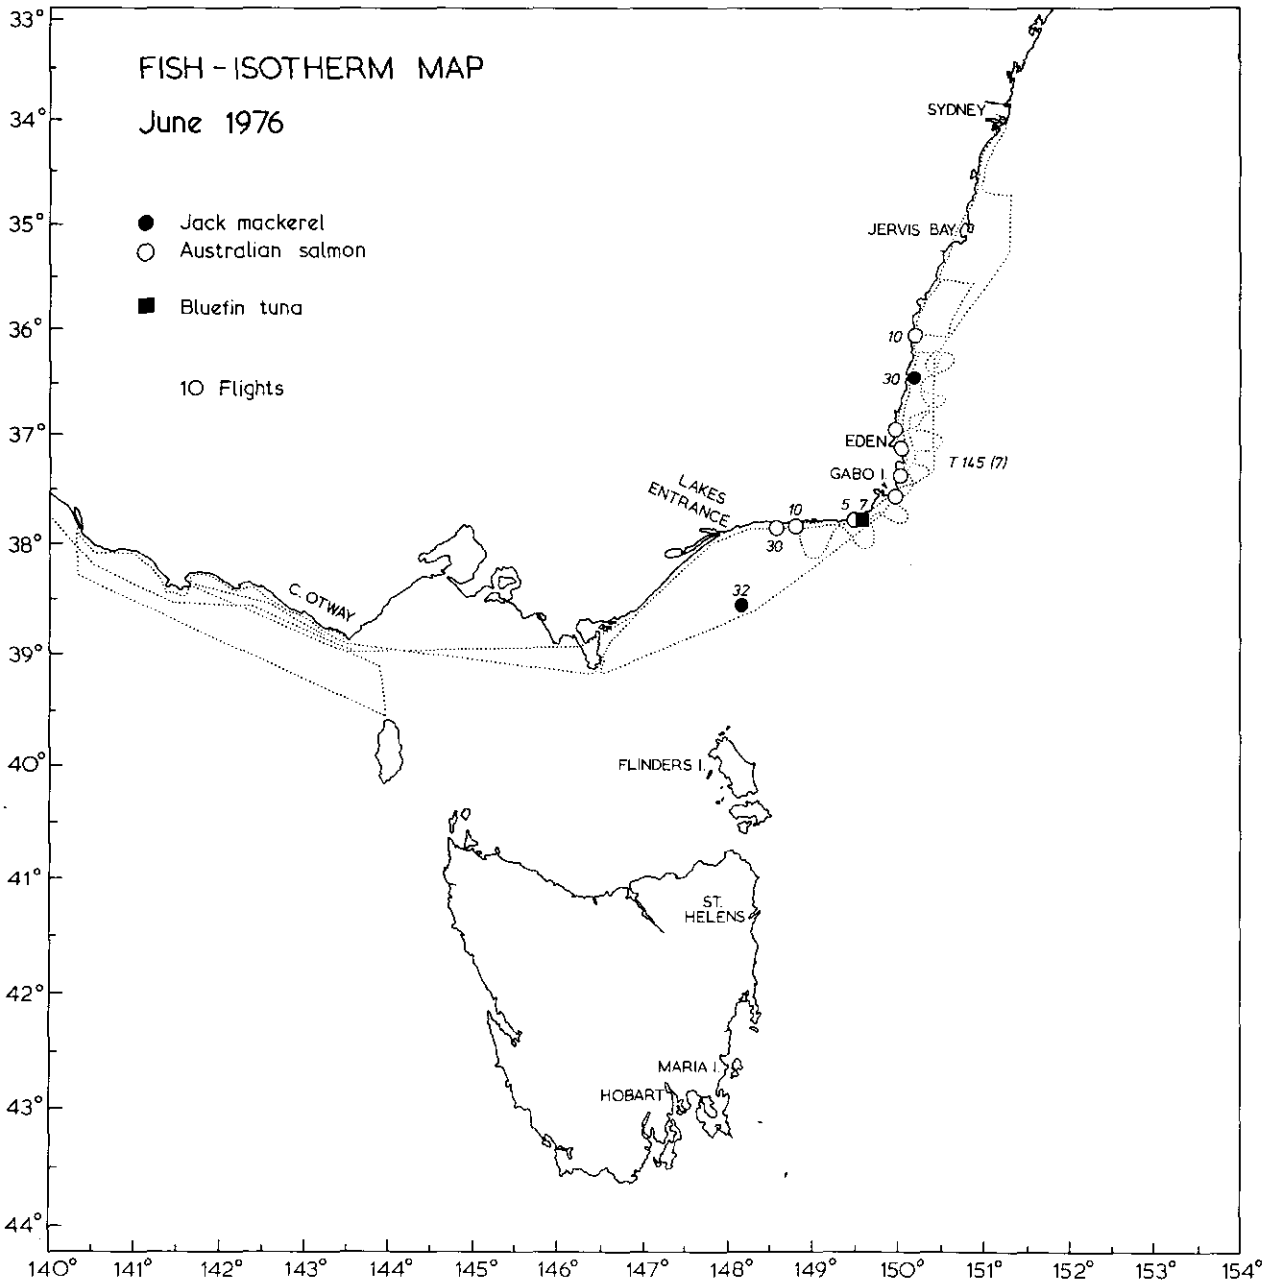 FISH-ISOTHERM MAP
June 1976
Jack mackerel
Australian salmon
Bluefin tuna
10 Flights
33°
34°
35°
36°
37°
38°
39°
40°
41°
42°
43°
44°
SYDNEY
JERVIS BAY
10
30
EDEN
T 145 (7)
GABO I.
LAKES
ENTRANCE
10
5 7
30
32
C. OTWAY
FLINDERS I.
ST.
HELENS
MARIA I.
HOBART
140° 141° 142° 143° 144° 145° 146° 147° 148° 149° 150° 151° 152° 153° 154°